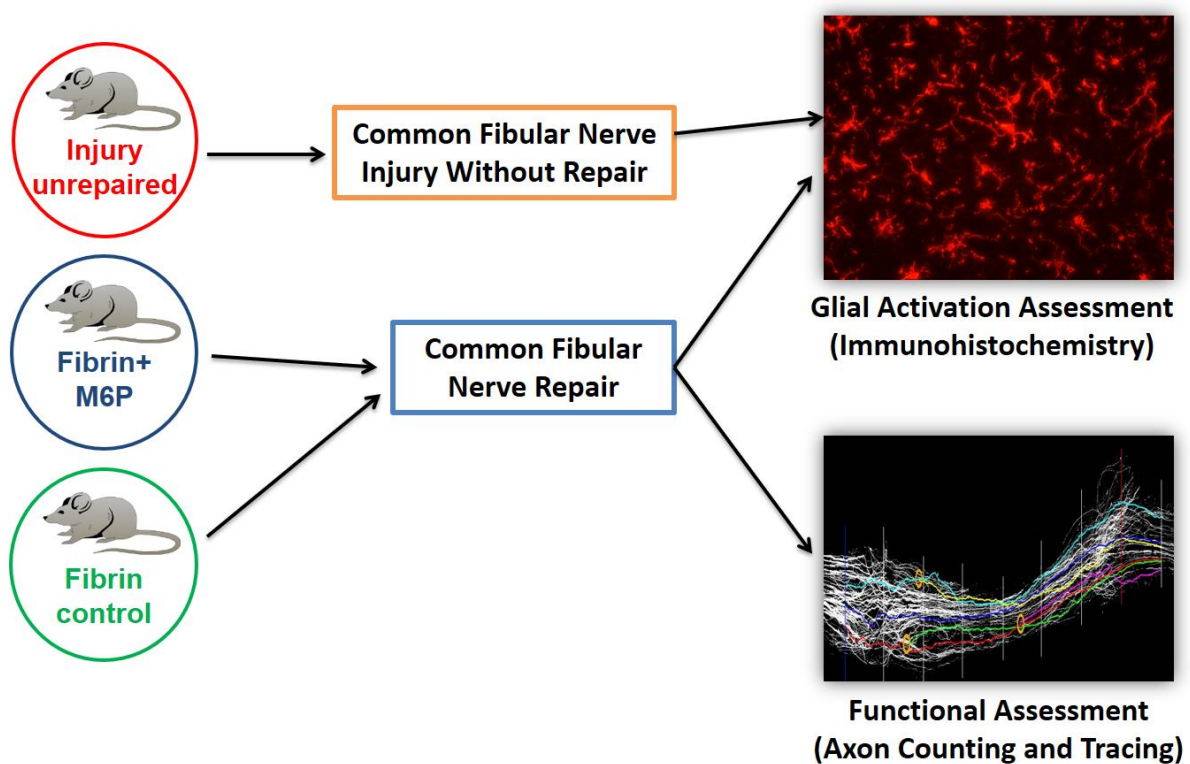 Injury
unrepaired
Common Fibular Nerve
Injury Without Repair
Glial Activation Assessment
(Immunohistochemistry)
Fibrin+
M6P
Common Fibular
Nerve Repair
Fibrin
control
Functional Assessment
(Axon Counting and Tracing)